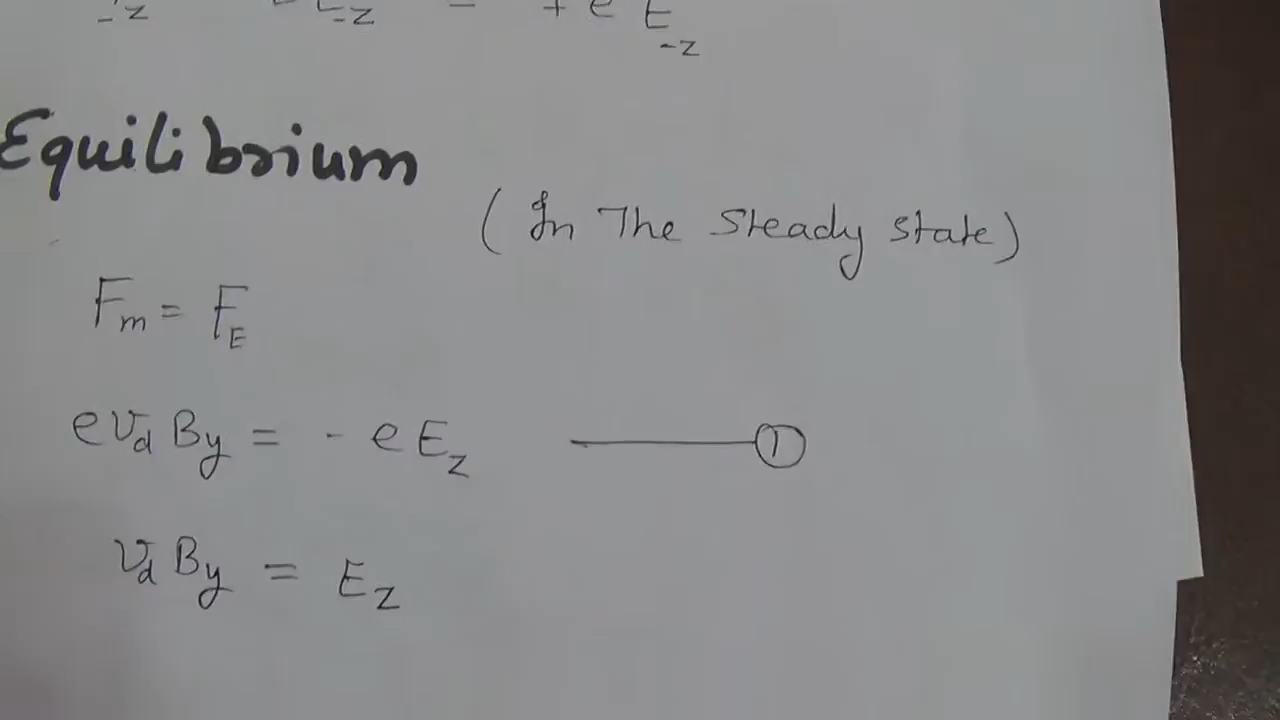 -z -z = + e E-z
Equilibrium
(In The Steady State)
Fm = FE
eVd By = - e Ez ——— 1
Vd By = Ez